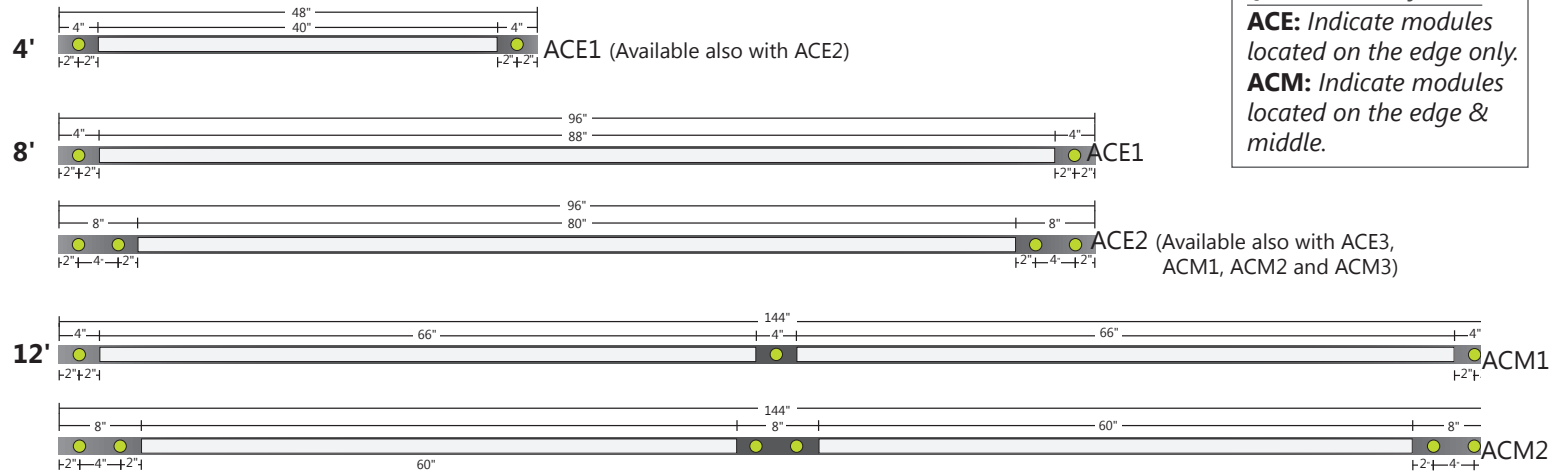 48"
4" 40" 4"
4' ACE1 (Available also with ACE2)
2" 2" 2" 2"
96"
4" 88" 4"
8' ACE1
2" 2" 2" 2"
96"
8" 80" 8"
ACE2 (Available also with ACE3,
ACM1, ACM2 and ACM3)
2" 4" 2" 2" 4" 2"
144"
4" 66" 4" 66" 4"
12' ACM1
2" 2" 2"
144"
8" 8" 60" 8"
ACM2
2" 4" 2" 60" 2" 4"
ACE: Indicate modules
located on the edge only.
ACM: Indicate modules
located on the edge &
middle.